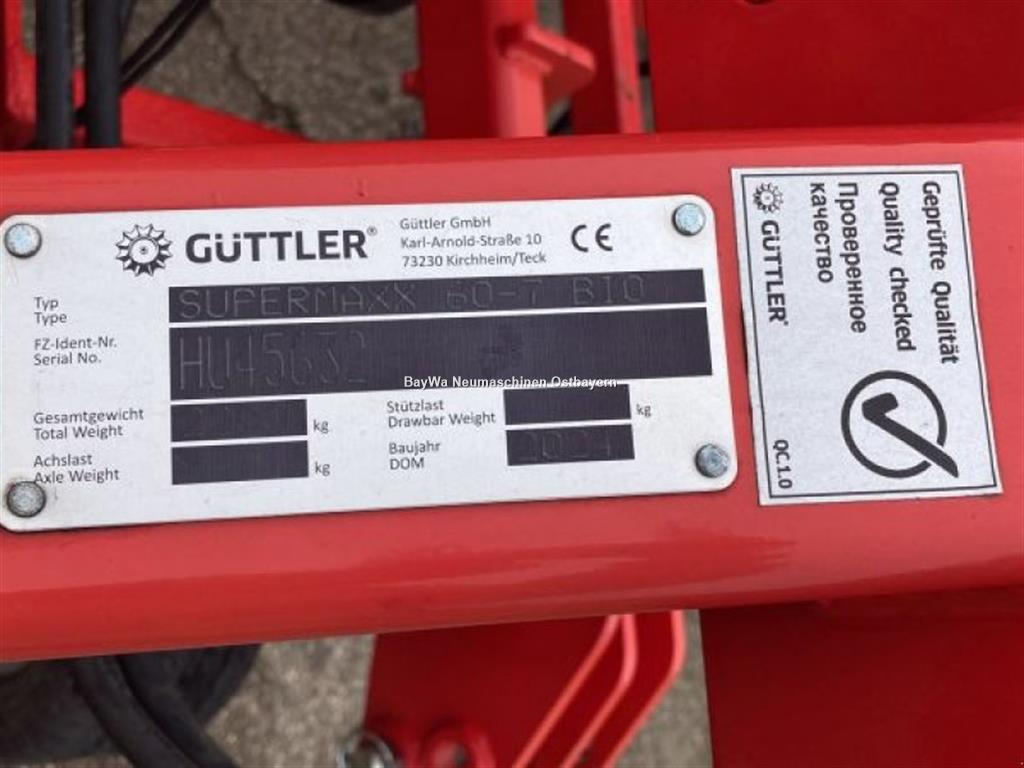 GÜTTLER®
Güttler GmbH
Karl-Arnold-Straße 10
73230 Kirchheim/Teck
CE
Typ
Type
SUPERMAXX 60-7 BIO
FZ-Ident-Nr.
Serial No.
HU45632
BayWa Neumaschinen Ostbayern
Gesamtgewicht
Total Weight
kg
Stützlast
Drawbar Weight
kg
Achslast
Axle Weight
kg
Baujahr
DOM
2024
Geprüfte Qualität
Quality checked
Проверенное
качество
GÜTTLER®
QC.1.0